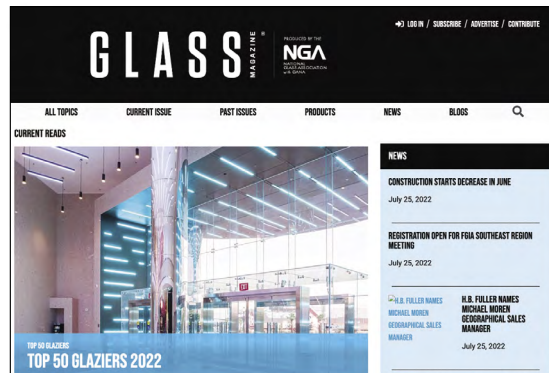 LOG IN / SUBSCRIBE / ADVERTISE / CONTRIBUTE
GLASS®
MAGAZINE
PRODUCED BY THE
NGA
NATIONAL
GLASS ASSOCIATION
with GANA
ALL TOPICS CURRENT ISSUE PAST ISSUES PRODUCTS NEWS BLOGS
CURRENT READS
EXIT
TOP 50 GLAZIERS
TOP 50 GLAZIERS 2022
NEWS
CONSTRUCTION STARTS DECREASE IN JUNE
July 25, 2022
REGISTRATION OPEN FOR FGIA SOUTHEAST REGION
MEETING
July 25, 2022
H.B. FULLER NAMES
MICHAEL MOREN
GEOGRAPHICAL SALES
MANAGER
H.B. FULLER NAMES
MICHAEL MOREN
GEOGRAPHICAL SALES
MANAGER
July 25, 2022